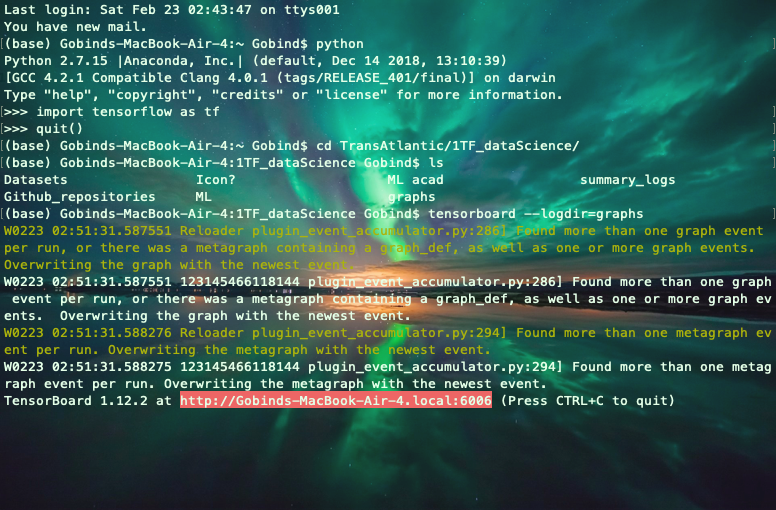 Last login: Sat Feb 23 02:43:47 on ttys001
You have new mail.
(base) Gobinds-MacBook-Air-4:~ Gobind$ python
Python 2.7.15 |Anaconda, Inc.| (default, Dec 14 2018, 13:10:39)
[GCC 4.2.1 Compatible Clang 4.0.1 (tags/RELEASE_401/final)] on darwin
Type "help", "copyright", "credits" or "license" for more information.
>>> import tensorflow as tf
>>> quit()
(base) Gobinds-MacBook-Air-4:~ Gobind$ cd TransAtlantic/1TF_dataScience/
(base) Gobinds-MacBook-Air-4:1TF_dataScience Gobind$ ls
Datasets Icon? ML acad summary_logs
Github_repositories ML graphs
(base) Gobinds-MacBook-Air-4:1TF_dataScience Gobind$ tensorboard --logdir=graphs
W0223 02:51:31.587551 Reloader plugin_event_accumulator.py:286] Found more than one graph event
per run, or there was a metagraph containing a graph_def, as well as one or more graph events.
Overwriting the graph with the newest event.
W0223 02:51:31.587551 123145466118144 plugin_event_accumulator.py:286] Found more than one graph
event per run, or there was a metagraph containing a graph_def, as well as one or more graph ev
ents.  Overwriting the graph with the newest event.
W0223 02:51:31.588276 Reloader plugin_event_accumulator.py:294] Found more than one metagraph ev
ent per run. Overwriting the metagraph with the newest event.
W0223 02:51:31.588275 123145466118144 plugin_event_accumulator.py:294] Found more than one metag
raph event per run. Overwriting the metagraph with the newest event.
TensorBoard 1.12.2 at http://Gobinds-MacBook-Air-4.local:6006 (Press CTRL+C to quit)